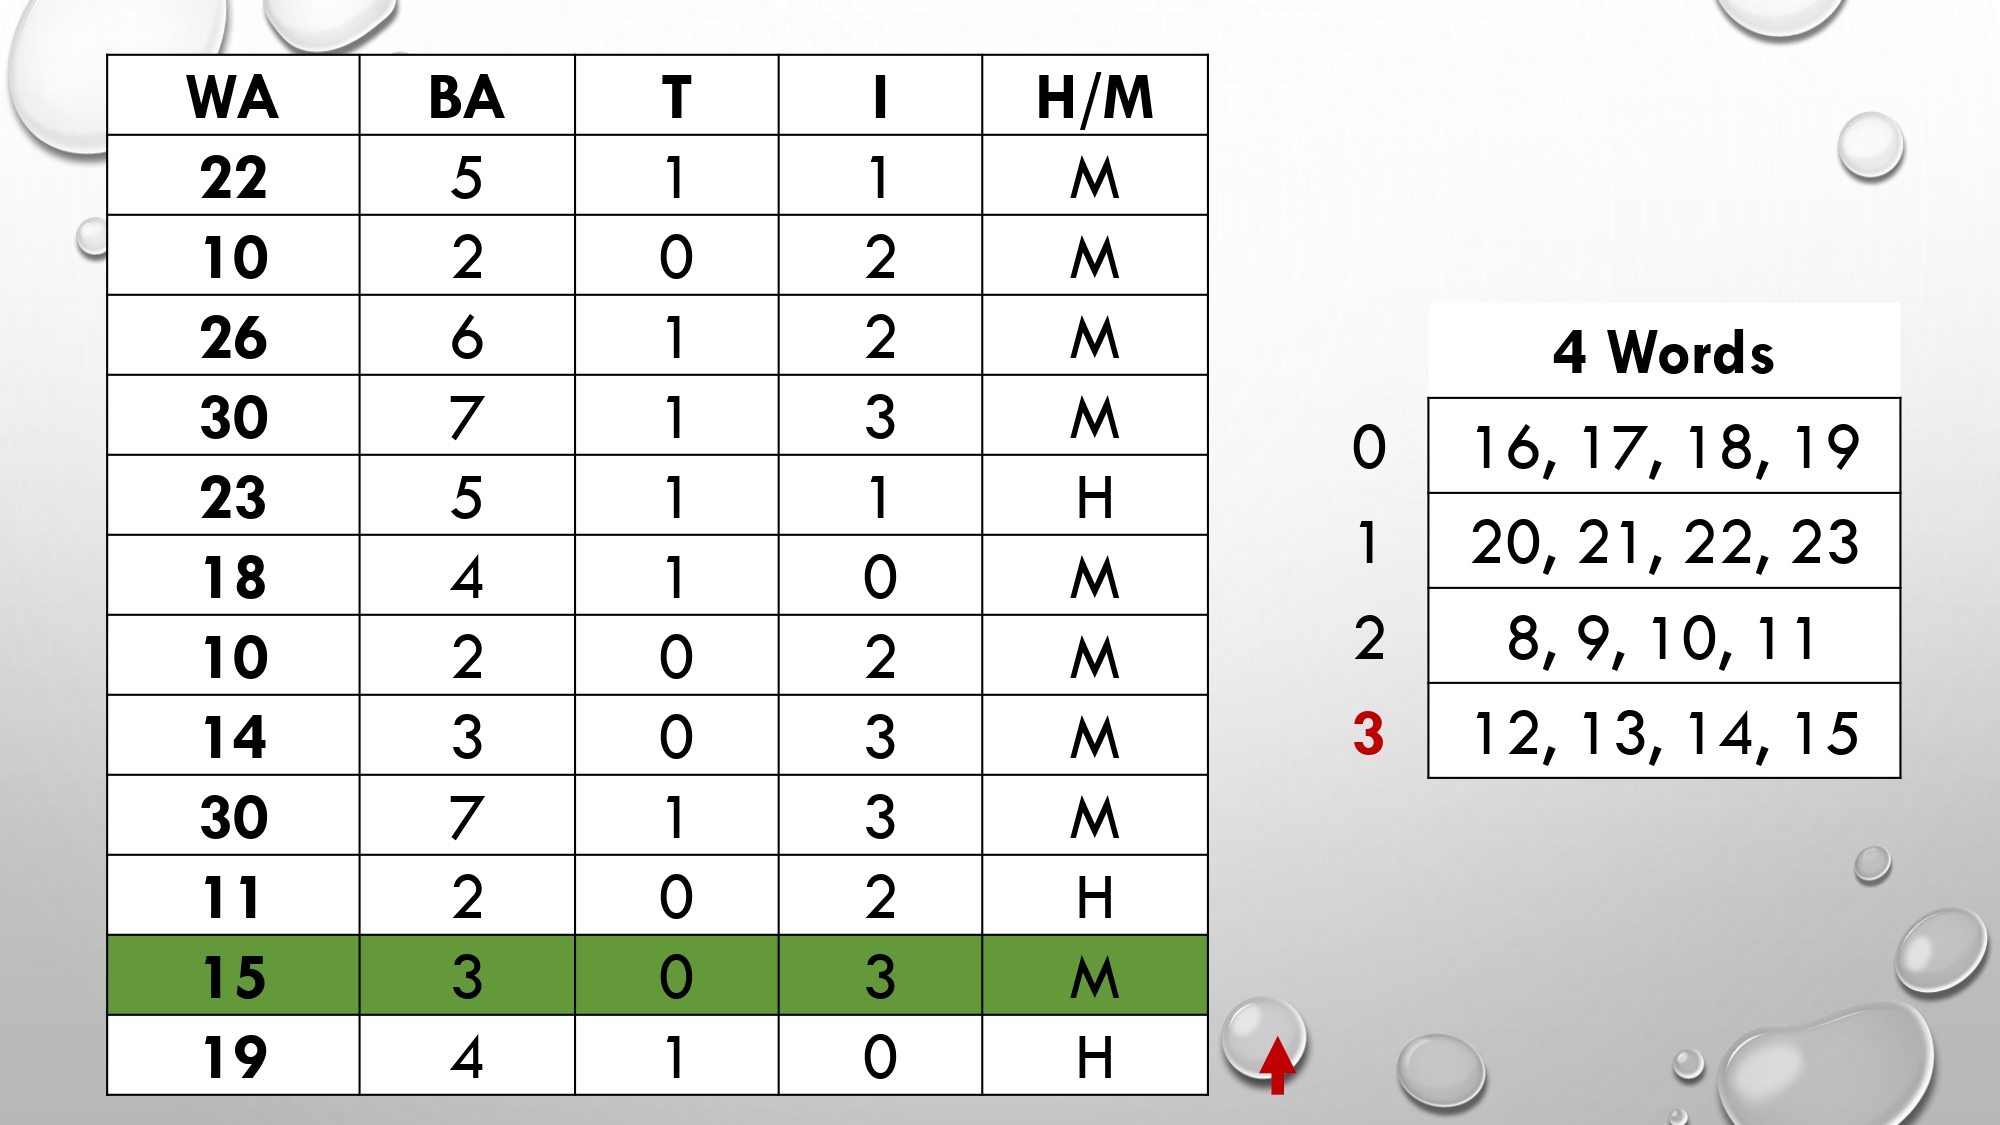 WA BA T I H/M
22 5 1 1 M
10 2 0 2 M
26 6 1 2 M
30 7 1 3 M
23 5 1 1 H
18 4 1 0 M
10 2 0 2 M
14 3 0 3 M
30 7 1 3 M
11 2 0 2 H
15 3 0 3 M
19 4 1 0 H
4 Words
0 16, 17, 18, 19
1 20, 21, 22, 23
2 8, 9, 10, 11
3 12, 13, 14, 15